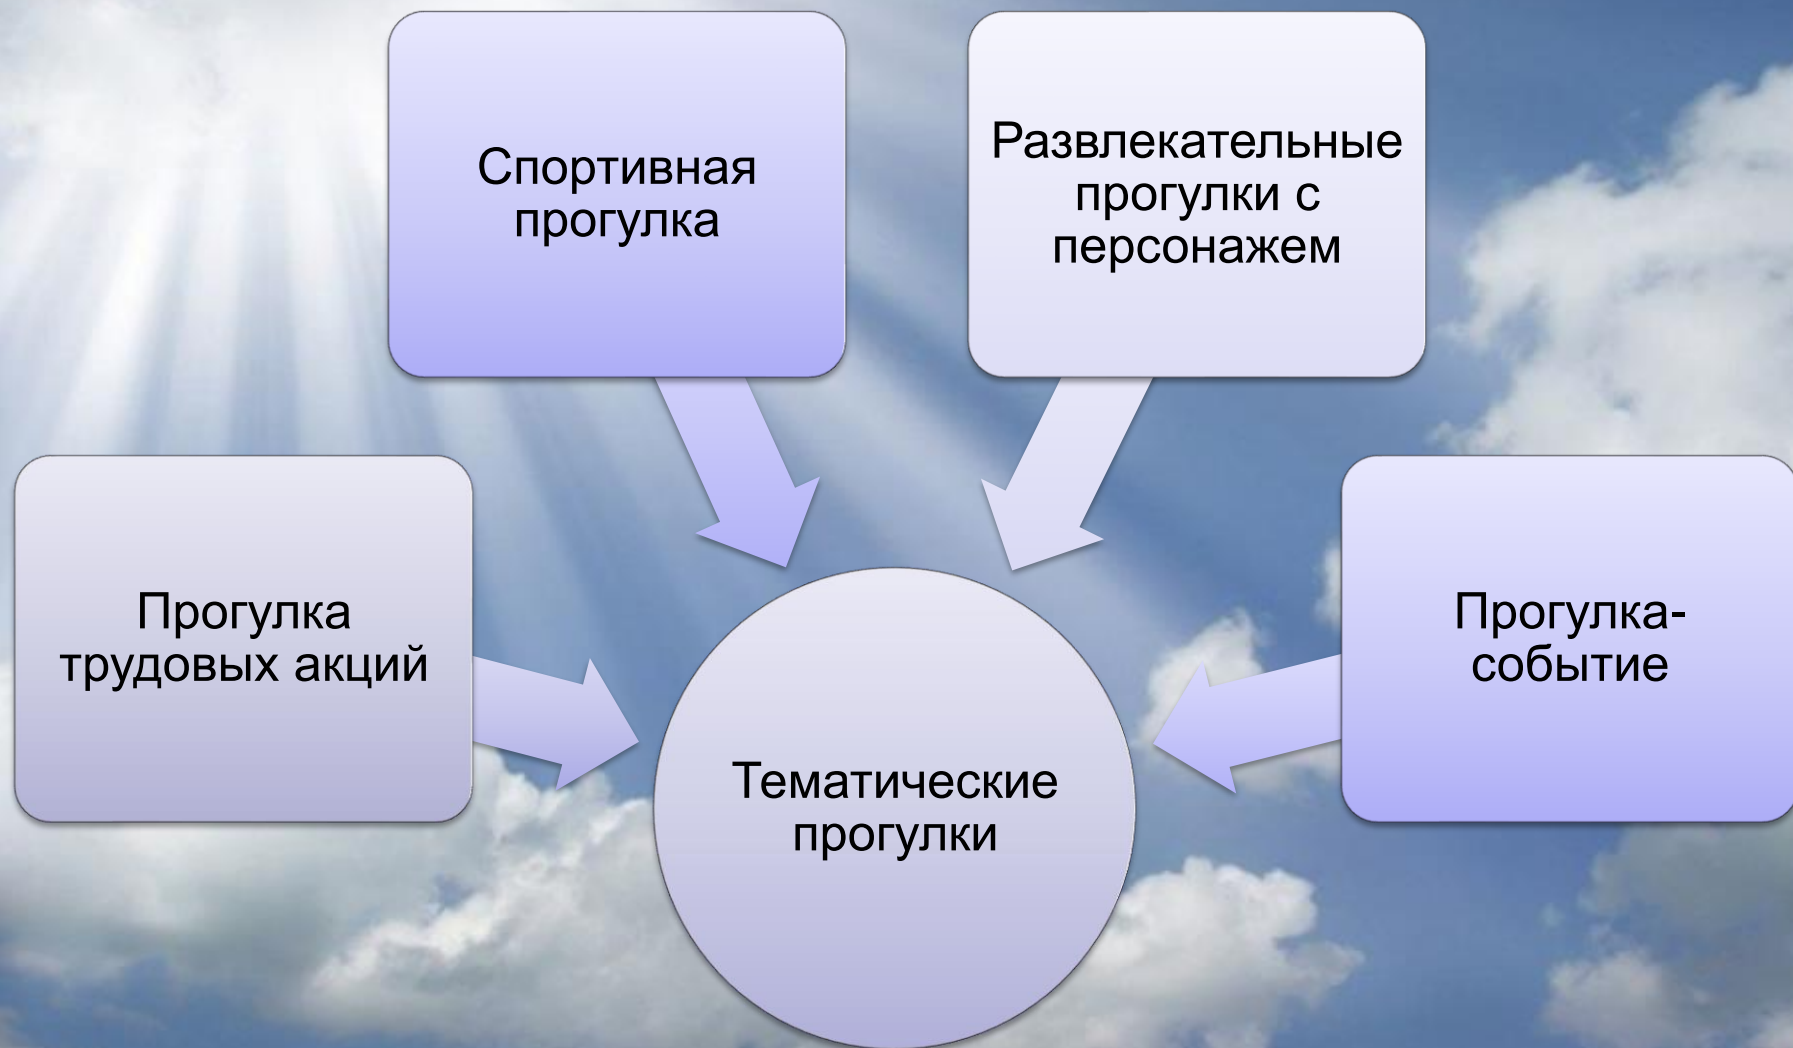 Спортивная
прогулка
Развлекательные
прогулки с
персонажем
Прогулка
трудовых акций
Прогулка-
событие
Тематические
прогулки